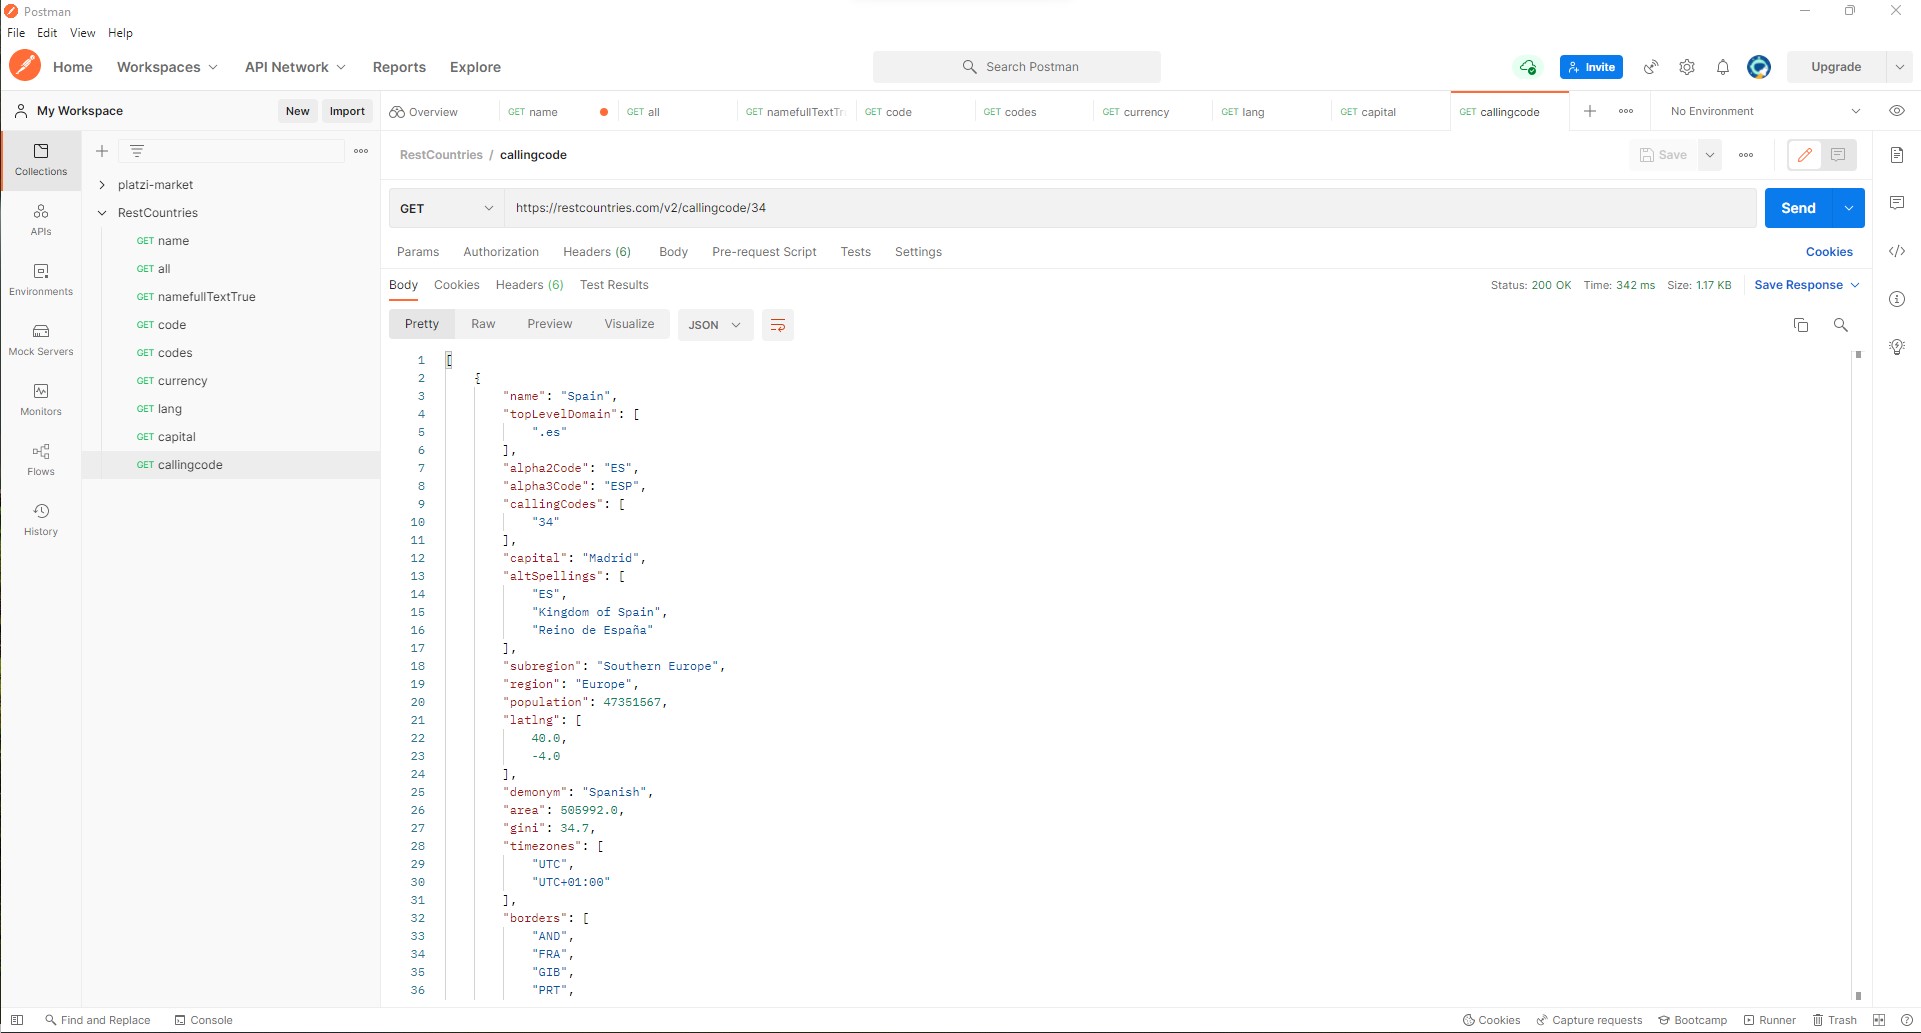 Postman
File Edit View Help
Home Workspaces API Network Reports Explore Search Postman Invite Upgrade
My Workspace New Import
Overview GET name GET all GET namefullTextTr GET code GET codes GET currency GET lang GET capital GET callingcode No Environment
Collections
APIs
Environments
Mock Servers
Monitors
Flows
History
platzi-market
RestCountries
GET name
GET all
GET namefullTextTrue
GET code
GET codes
GET currency
GET lang
GET capital
GET callingcode
RestCountries / callingcode Save
GET https://restcountries.com/v2/callingcode/34 Send
Params Authorization Headers (6) Body Pre-request Script Tests Settings Cookies
Body Cookies Headers (6) Test Results Status: 200 OK Time: 342 ms Size: 1.17 KB Save Response
Pretty Raw Preview Visualize JSON
1 [
2 {
3 "name": "Spain",
4 "topLevelDomain": [
5 ".es"
6 ],
7 "alpha2Code": "ES",
8 "alpha3Code": "ESP",
9 "callingCodes": [
10 "34"
11 ],
12 "capital": "Madrid",
13 "altSpellings": [
14 "ES",
15 "Kingdom of Spain",
16 "Reino de España"
17 ],
18 "subregion": "Southern Europe",
19 "region": "Europe",
20 "population": 47351567,
21 "latlng": [
22 40.0,
23 -4.0
24 ],
25 "demonym": "Spanish",
26 "area": 505992.0,
27 "gini": 34.7,
28 "timezones": [
29 "UTC",
30 "UTC+01:00"
31 ],
32 "borders": [
33 "AND",
34 "FRA",
35 "GIB",
36 "PRT",
Find and Replace Console Cookies Capture requests Bootcamp Runner Trash